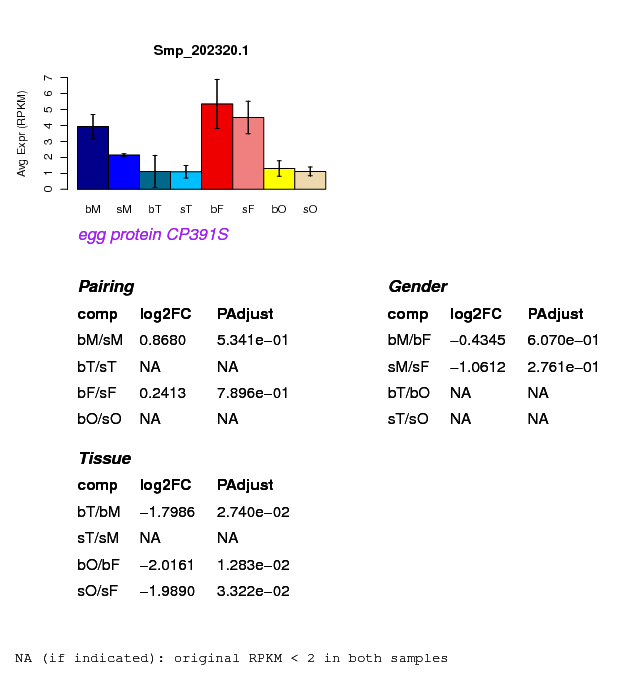 Smp_202320.1
Avg Expr (RPKM)
7
6
5
4
3
2
1
0
bM sM bT sT bF sF bO sO
egg protein CP391S
Pairing
comp log2FC PAdjust
bM/sM 0.8680 5.341e−01
bT/sT NA NA
bF/sF 0.2413 7.896e−01
bO/sO NA NA
Gender
comp log2FC PAdjust
bM/bF −0.4345 6.070e−01
sM/sF −1.0612 2.761e−01
bT/bO NA NA
sT/sO NA NA
Tissue
comp log2FC PAdjust
bT/bM −1.7986 2.740e−02
sT/sM NA NA
bO/bF −2.0161 1.283e−02
sO/sF −1.9890 3.322e−02
NA (if indicated): original RPKM < 2 in both samples